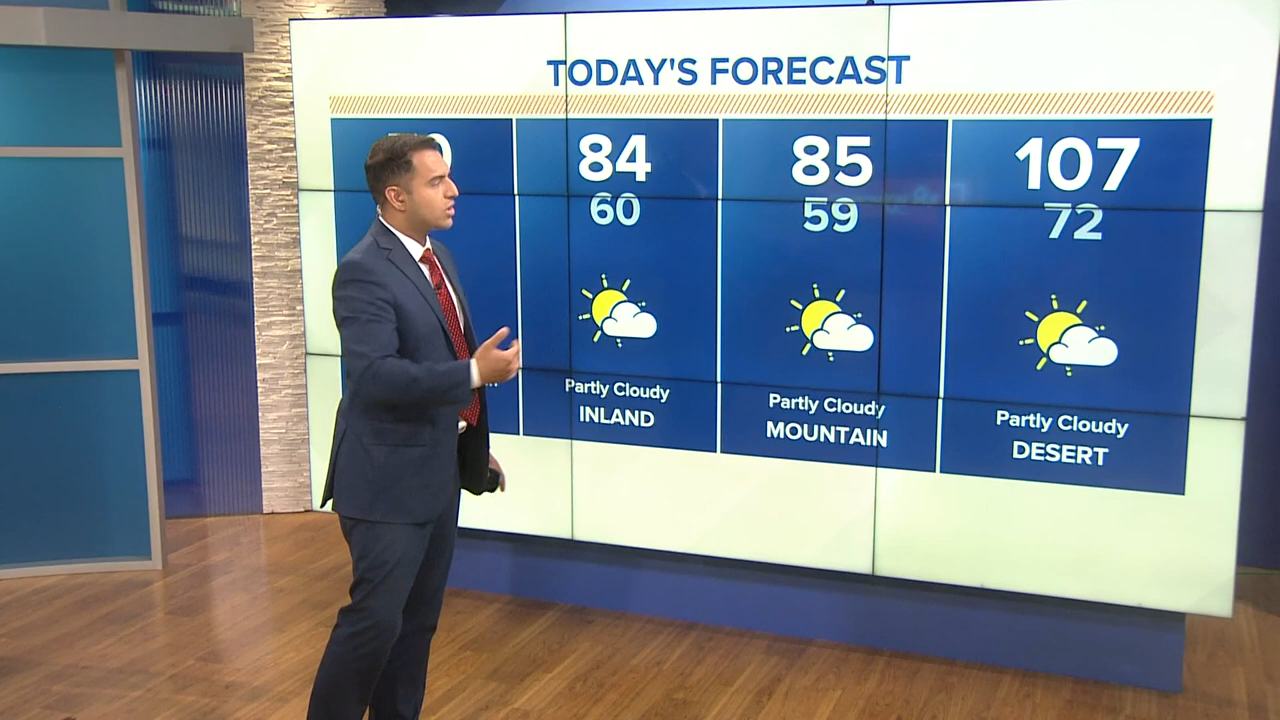 TODAY'S FORECAST
84
60
Partly Cloudy
INLAND
85
59
Partly Cloudy
MOUNTAIN
107
72
Partly Cloudy
DESERT